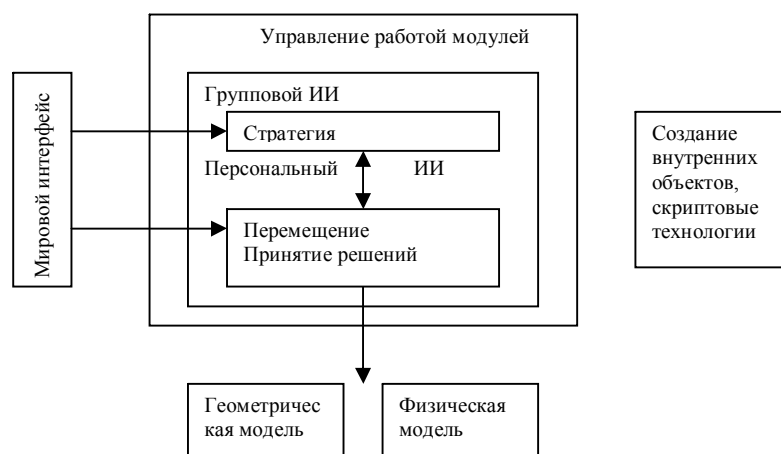 Управление работой модулей
Мировой интерфейс
Групповой ИИ
Стратегия
Персональный ИИ
Перемещение
Принятие решений
Создание
внутренних
объектов,
скриптовые
технологии
Геометричес
кая модель
Физическая
модель